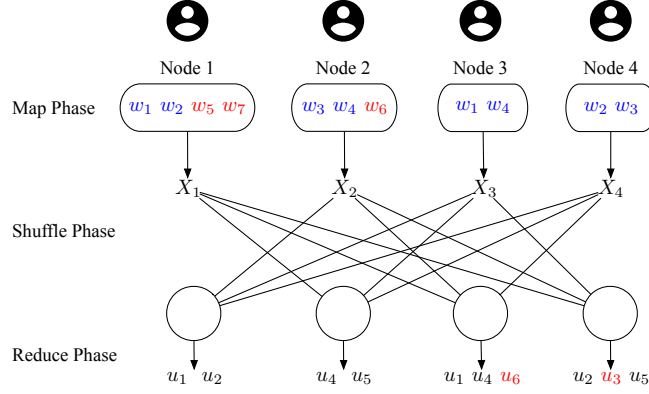 Node 1 Node 2 Node 3 Node 4
Map Phase w₁ w₂ w₅ w₇ w₃ w₄ w₆ w₁ w₄ w₂ w₃
X₁ X₂ X₃ X₄
Shuffle Phase
Reduce Phase
u₁ u₂ u₄ u₅ u₁ u₄ u₆ u₂ u₃ u₅